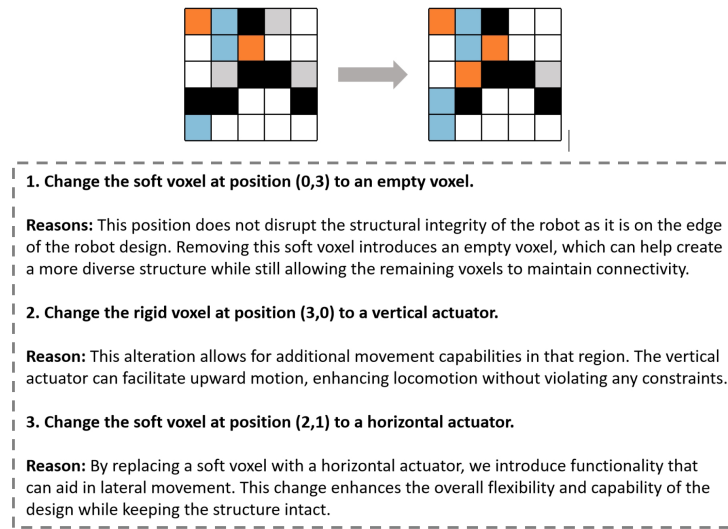 1. Change the soft voxel at position (0,3) to an empty voxel.
Reasons: This position does not disrupt the structural integrity of the robot as it is on the edge
of the robot design. Removing this soft voxel introduces an empty voxel, which can help create
a more diverse structure while still allowing the remaining voxels to maintain connectivity.
2. Change the rigid voxel at position (3,0) to a vertical actuator.
Reason: This alteration allows for additional movement capabilities in that region. The vertical
actuator can facilitate upward motion, enhancing locomotion without violating any constraints.
3. Change the soft voxel at position (2,1) to a horizontal actuator.
Reason: By replacing a soft voxel with a horizontal actuator, we introduce functionality that
can aid in lateral movement. This change enhances the overall flexibility and capability of the
design while keeping the structure intact.